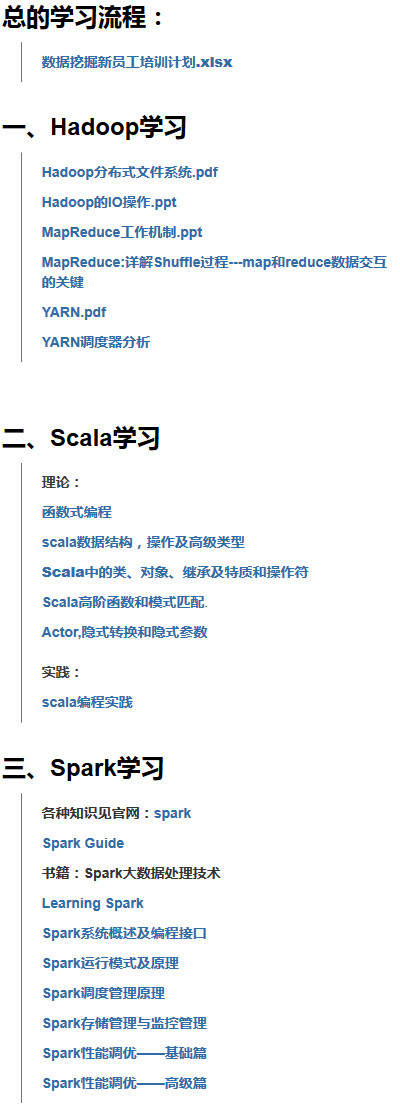 总的学习流程：
数据挖掘新员工培训计划.xlsx
一、Hadoop学习
Hadoop分布式文件系统.pdf
Hadoop的IO操作.ppt
MapReduce工作机制.ppt
MapReduce:详解Shuffle过程---map和reduce数据交互
的关键
YARN.pdf
YARN调度器分析
二、Scala学习
理论：
函数式编程
scala数据结构，操作及高级类型
Scala中的类、对象、继承及特质和操作符
Scala高阶函数和模式匹配.
Actor,隐式转换和隐式参数
实践：
scala编程实践
三、Spark学习
各种知识见官网：spark
Spark Guide
书籍：Spark大数据处理技术
Learning Spark
Spark系统概述及编程接口
Spark运行模式及原理
Spark调度管理原理
Spark存储管理与监控管理
Spark性能调优——基础篇
Spark性能调优——高级篇